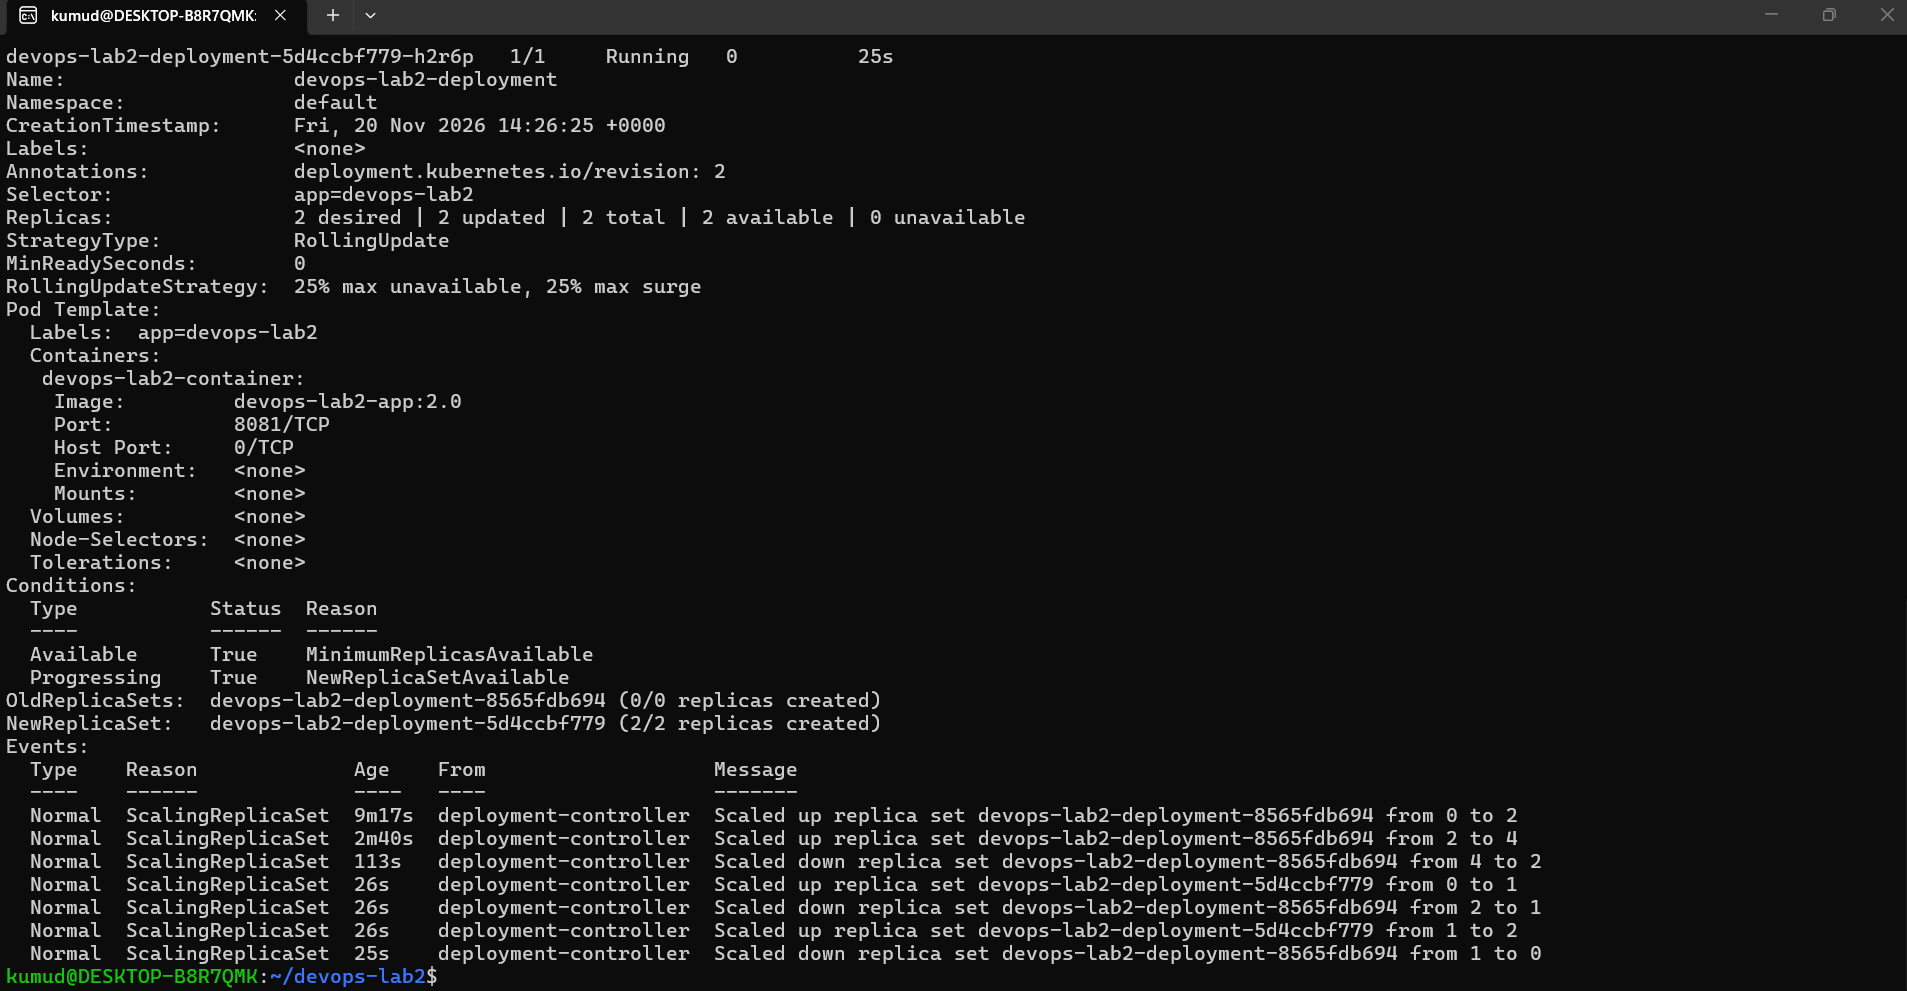 kumud@DESKTOP-B8R7QMK:
devops-lab2-deployment-5d4ccbf779-h2r6p   1/1     Running   0          25s
Name:                   devops-lab2-deployment
Namespace:              default
CreationTimestamp:      Fri, 20 Nov 2026 14:26:25 +0000
Labels:                 <none>
Annotations:            deployment.kubernetes.io/revision: 2
Selector:               app=devops-lab2
Replicas:               2 desired | 2 updated | 2 total | 2 available | 0 unavailable
StrategyType:           RollingUpdate
MinReadySeconds:        0
RollingUpdateStrategy:  25% max unavailable, 25% max surge
Pod Template:
  Labels:  app=devops-lab2
  Containers:
   devops-lab2-container:
    Image:         devops-lab2-app:2.0
    Port:          8081/TCP
    Host Port:     0/TCP
    Environment:   <none>
    Mounts:        <none>
  Volumes:         <none>
  Node-Selectors:  <none>
  Tolerations:     <none>
Conditions:
  Type           Status  Reason
  ----           ------  ------
  Available      True    MinimumReplicasAvailable
  Progressing    True    NewReplicaSetAvailable
OldReplicaSets:  devops-lab2-deployment-8565fdb694 (0/0 replicas created)
NewReplicaSet:   devops-lab2-deployment-5d4ccbf779 (2/2 replicas created)
Events:
  Type    Reason             Age    From                   Message
  ----    ------             ----   ----                   -------
  Normal  ScalingReplicaSet  9m17s  deployment-controller  Scaled up replica set devops-lab2-deployment-8565fdb694 from 0 to 2
  Normal  ScalingReplicaSet  2m40s  deployment-controller  Scaled up replica set devops-lab2-deployment-8565fdb694 from 2 to 4
  Normal  ScalingReplicaSet  113s   deployment-controller  Scaled down replica set devops-lab2-deployment-8565fdb694 from 4 to 2
  Normal  ScalingReplicaSet  26s    deployment-controller  Scaled up replica set devops-lab2-deployment-5d4ccbf779 from 0 to 1
  Normal  ScalingReplicaSet  26s    deployment-controller  Scaled down replica set devops-lab2-deployment-8565fdb694 from 2 to 1
  Normal  ScalingReplicaSet  26s    deployment-controller  Scaled up replica set devops-lab2-deployment-5d4ccbf779 from 1 to 2
  Normal  ScalingReplicaSet  25s    deployment-controller  Scaled down replica set devops-lab2-deployment-8565fdb694 from 1 to 0
kumud@DESKTOP-B8R7QMK:~/devops-lab2$